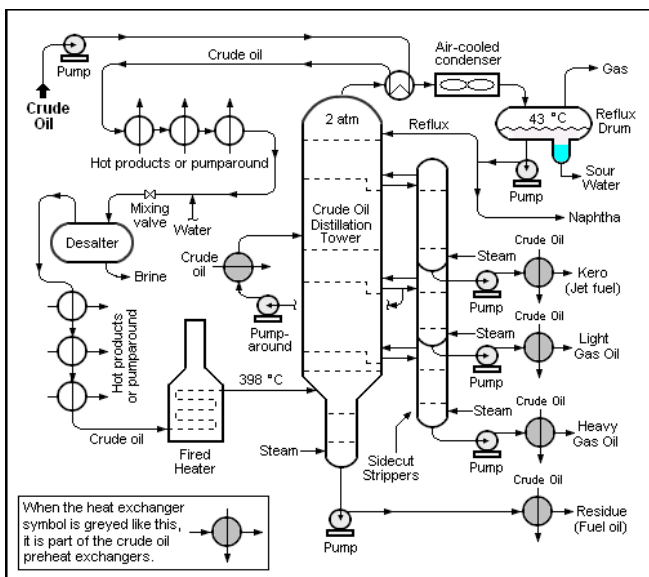 Pump
Crude oil
Air-cooled
condenser
Gas
Crude
Oil
2 atm
43 °C
Reflux
Drum
Hot products or pumparound
Reflux
Pump
Sour
Water
Mixing
valve
Water
Naphtha
Desalter
Crude Oil
Distillation
Tower
Crude
oil
Brine
Steam
Crude Oil
Pump
Kero
(Jet fuel)
Hot products
or pumparound
Pump-
around
Steam
Crude Oil
Pump
Light
Gas Oil
398 °C
Steam
Crude Oil
Crude oil
Fired
Heater
Steam
Sidecut
Strippers
Pump
Heavy
Gas Oil
Crude Oil
When the heat exchanger
symbol is greyed like this,
it is part of the crude oil
preheat exchangers.
Pump
Residue
(Fuel oil)